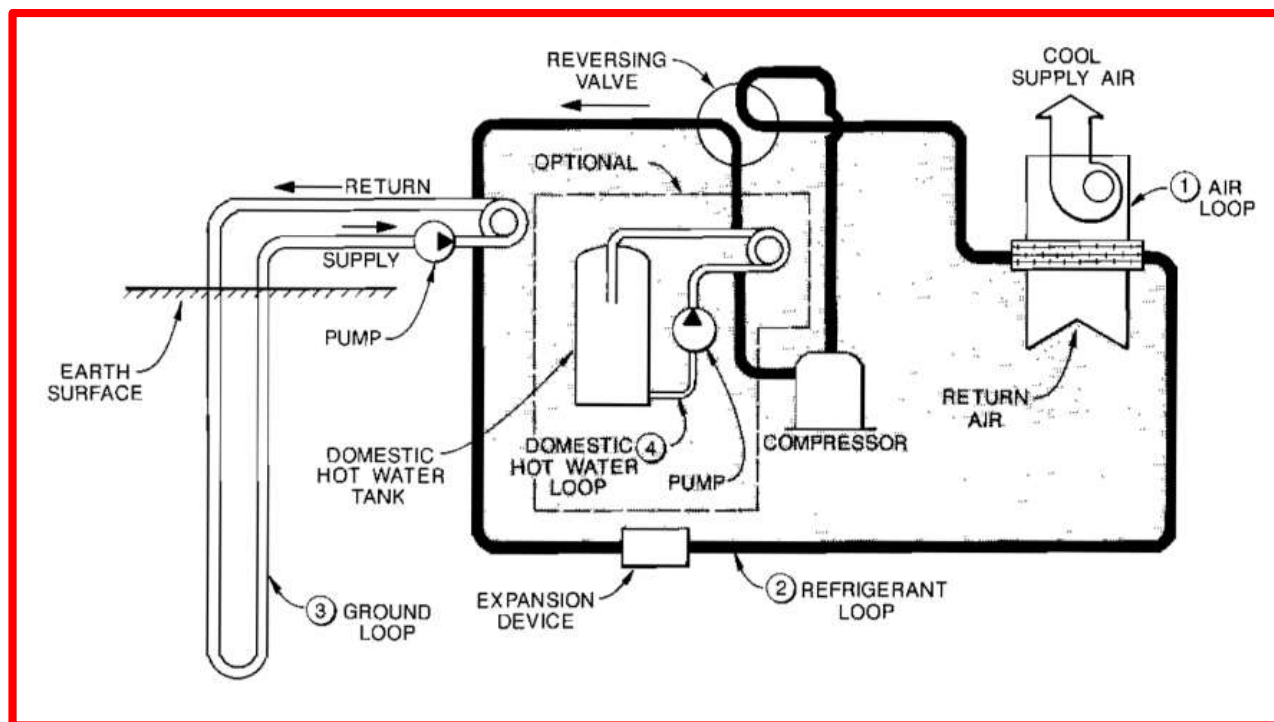 REVERSING
VALVE
COOL
SUPPLY AIR
OPTIONAL
RETURN
1 AIR
LOOP
SUPPLY
PUMP
EARTH
SURFACE
RETURN
AIR
COMPRESSOR
DOMESTIC
HOT WATER
TANK
DOMESTIC 4
HOT WATER
LOOP
PUMP
2 REFRIGERANT
LOOP
EXPANSION
DEVICE
3 GROUND
LOOP